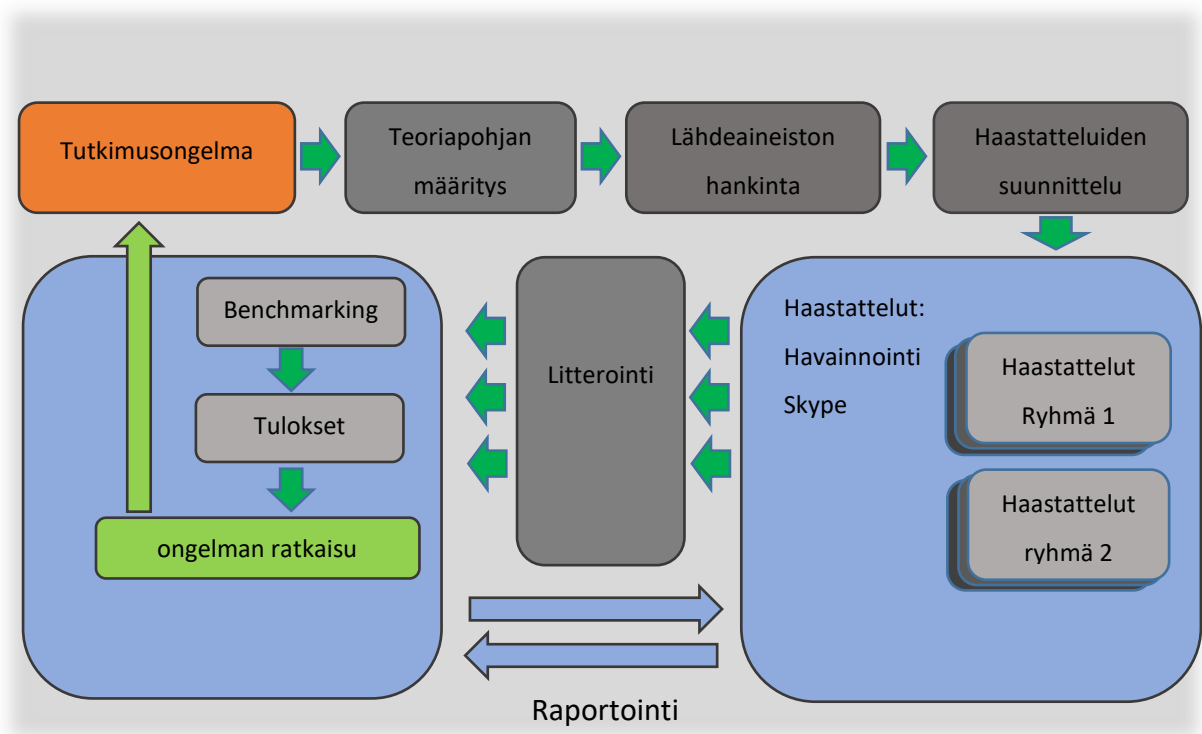 Tutkimusongelma
Teoriapohjan
määritys
Lähdeaineiston
hankinta
Haastatteluiden
suunnittelu
Haastattelut:
Havainnointi
Skype
Haastattelut
Ryhmä 1
Haastattelut
ryhmä 2
Litterointi
Benchmarking
Tulokset
ongelman ratkaisu
Raportointi